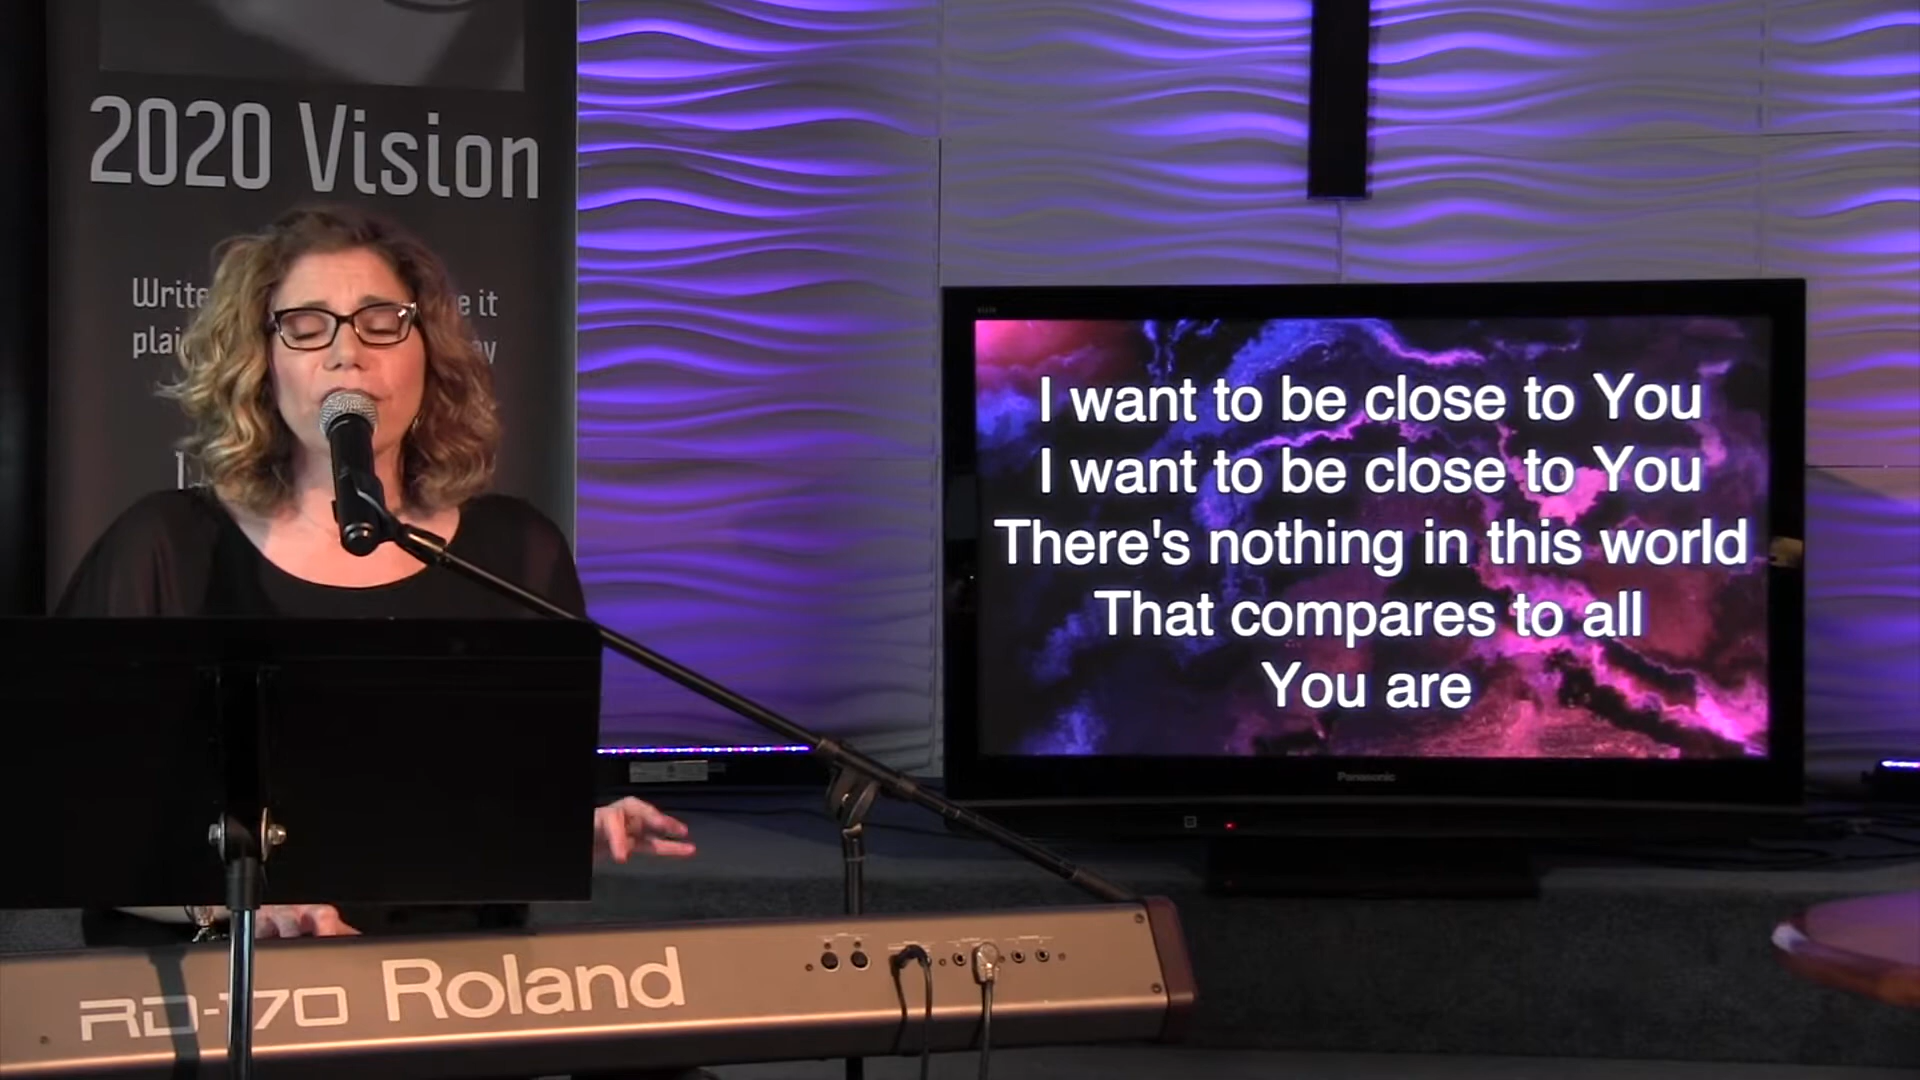 2020 Vision
Write
e it
plai
I want to be close to You
I want to be close to You
There's nothing in this world
That compares to all
You are
Panasonic
RD-170 Roland